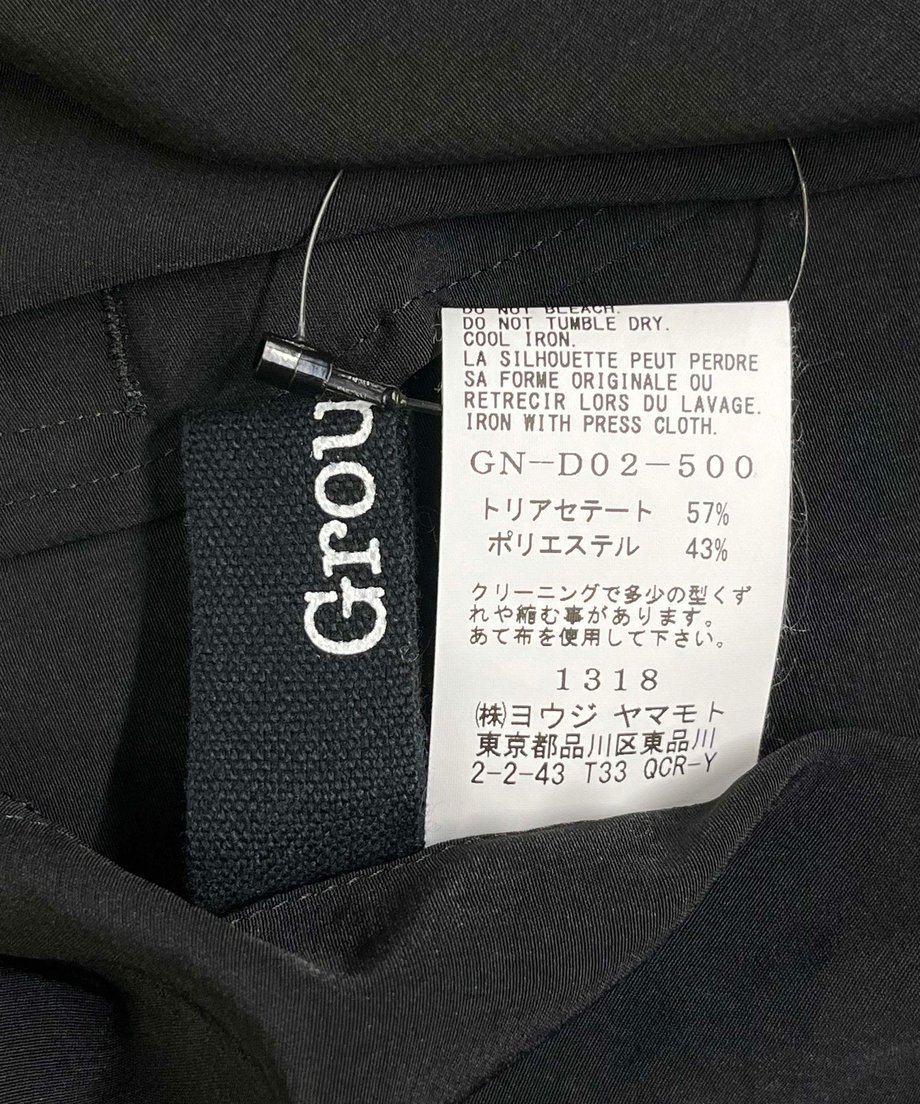 Grou
DO NOT BLEACH.
DO NOT TUMBLE DRY.
COOL IRON.
LA SILHOUETTE PEUT PERDRE
SA FORME ORIGINALE OU
RETRECIR LORS DU LAVAGE.
IRON WITH PRESS CLOTH.
GN-D02-500
トリアセテート 57%
ポリエステル 43%
クリーニングで多少の型くず
れや縮む事があります。
あて布を使用して下さい。
1318
㈱ヨウジ ヤマモト
東京都品川区東品川
2-2-43 T33 QCR-Y